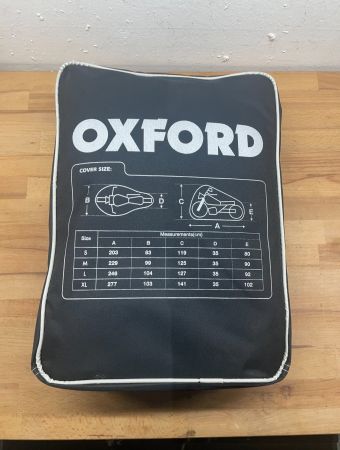 OXFORD
COVER SIZE:
B D C E
A
Size Measurements(cm)
A B C D E
S 203 83 119 35 80
M 229 99 125 35 90
L 246 104 127 35 92
XL 277 103 141 35 102